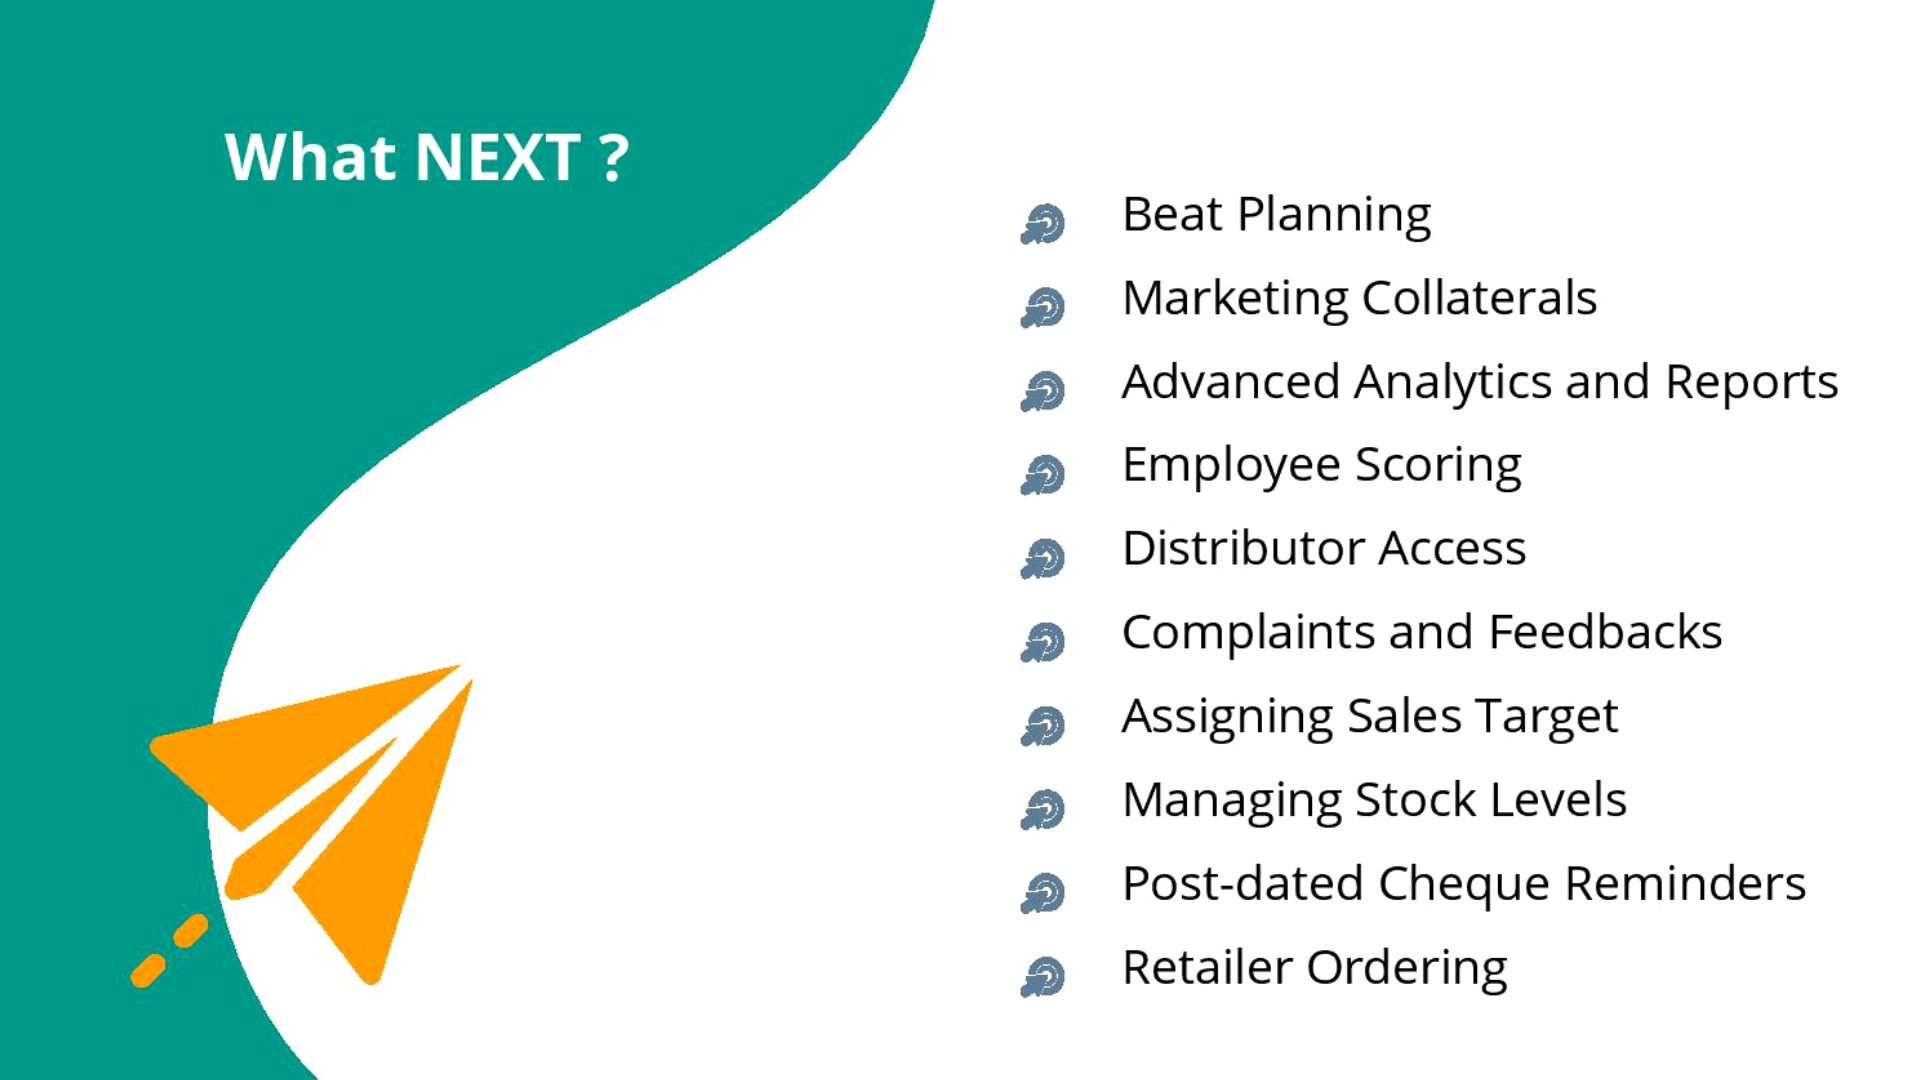 What NEXT ?
Beat Planning
Marketing Collaterals
Advanced Analytics and Reports
Employee Scoring
Distributor Access
Complaints and Feedbacks
Assigning Sales Target
Managing Stock Levels
Post-dated Cheque Reminders
Retailer Ordering